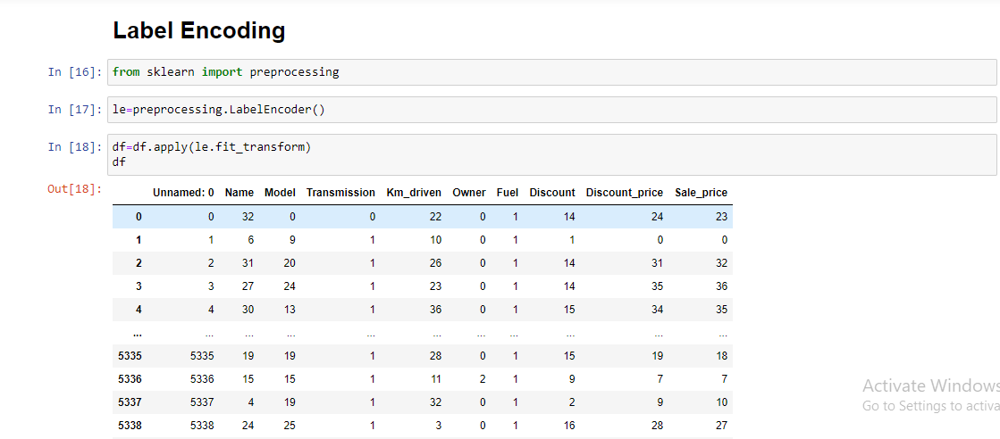 Label Encoding
In [16]: from sklearn import preprocessing
In [17]: le=preprocessing.LabelEncoder()
In [18]: df=df.apply(le.fit_transform)
df
Out[18]:
Unnamed: 0 Name Model Transmission Km_driven Owner Fuel Discount Discount_price Sale_price
0 0 32 0 0 22 0 1 14 24 23
1 1 6 9 1 10 0 1 1 0 0
2 2 31 20 1 26 0 1 14 31 32
3 3 27 24 1 23 0 1 14 35 36
4 4 30 13 1 36 0 1 15 34 35
... ... ... ... ... ... ... ... ... ... ...
5335 5335 19 19 1 28 0 1 15 19 18
5336 5336 15 15 1 11 2 1 9 7 7
5337 5337 4 19 1 32 0 1 2 9 10
5338 5338 24 25 1 3 0 1 16 28 27
Activate Windows
Go to Settings to activa